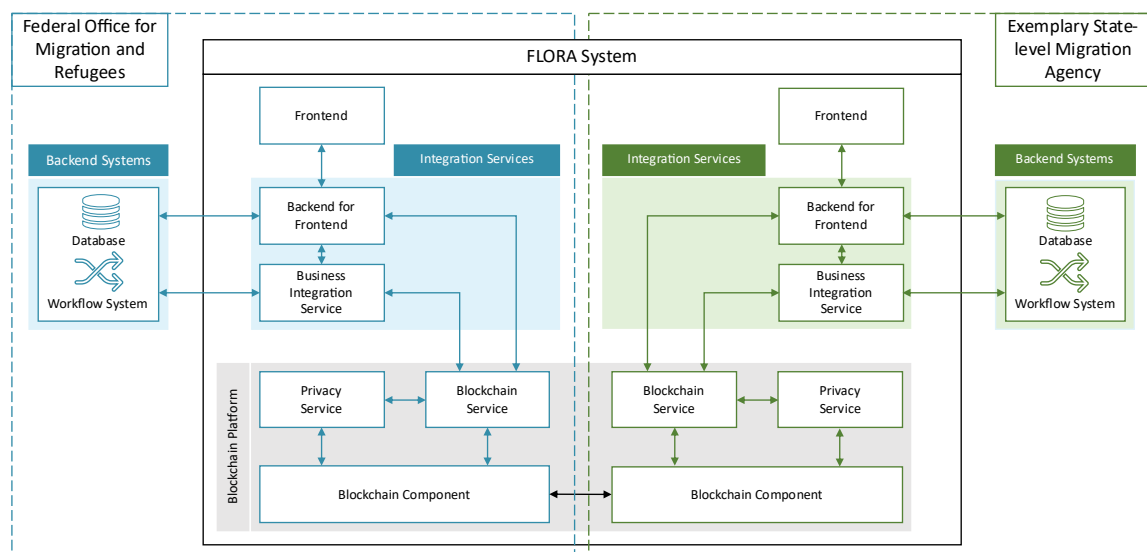 Federal Office for
Migration and
Refugees
Exemplary State-
level Migration
Agency
FLORA System
Frontend
Frontend
Backend Systems
Integration Services
Integration Services
Backend Systems
Backend for
Frontend
Backend for
Frontend
Database
Database
Business
Integration
Service
Business
Integration
Service
Workflow System
Workflow System
Blockchain Platform
Privacy
Service
Blockchain
Service
Blockchain
Service
Privacy
Service
Blockchain Component
Blockchain Component